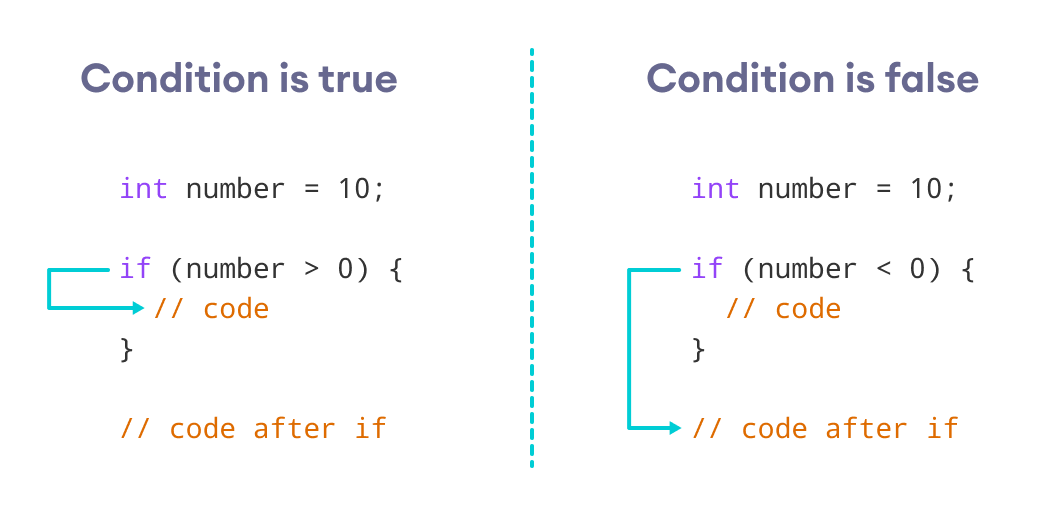 Condition is true
int number = 10;
if (number > 0) {
// code
}
// code after if
Condition is false
int number = 10;
if (number < 0) {
// code
}
// code after if